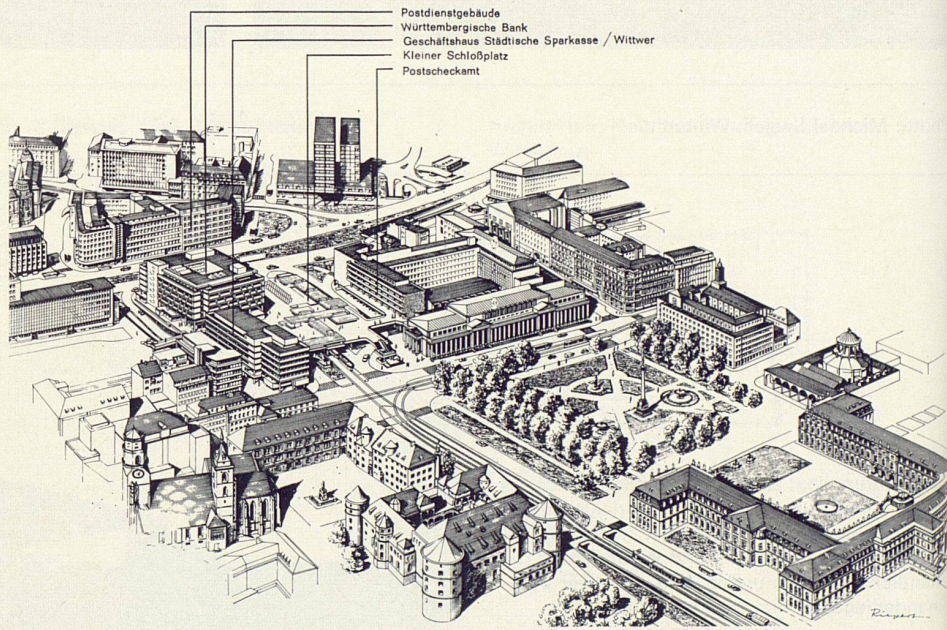 Postdienstgebäude
Württembergische Bank
Geschäftshaus Städtische Sparkasse / Wittwer
Kleiner Schloßplatz
Postscheckamt